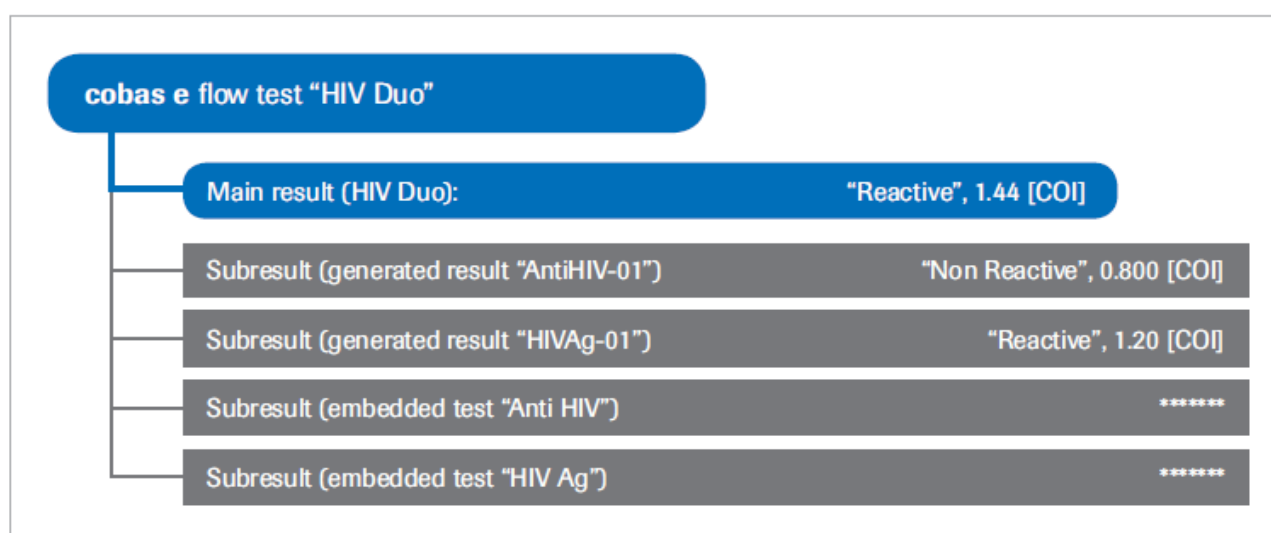 cobas e flow test “HIV Duo”
Main result (HIV Duo): “Reactive”, 1.44 [COI]
Subresult (generated result “AntiHIV-01”) “Non Reactive”, 0.800 [COI]
Subresult (generated result “HIVAg-01”) “Reactive”, 1.20 [COI]
Subresult (embedded test “Anti HIV”) *******
Subresult (embedded test “HIV Ag”) *******